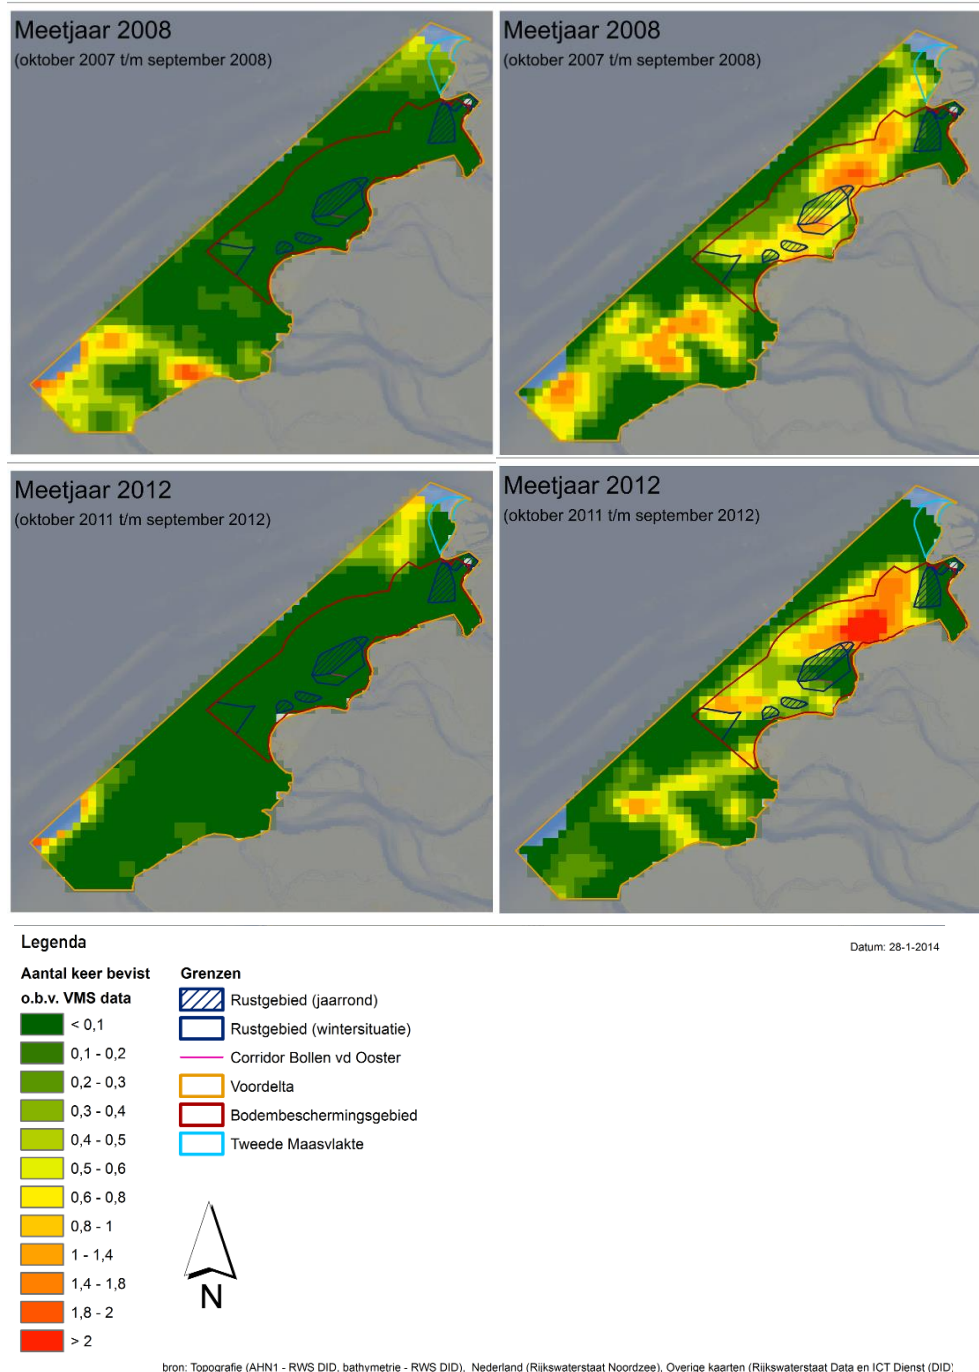 Meetjaar 2008
(oktober 2007 t/m september 2008)
Meetjaar 2008
(oktober 2007 t/m september 2008)
Meetjaar 2012
(oktober 2011 t/m september 2012)
Meetjaar 2012
(oktober 2011 t/m september 2012)
Legenda
Datum: 28-1-2014
Aantal keer bevist
o.b.v. VMS data
< 0,1
0,1 - 0,2
0,2 - 0,3
0,3 - 0,4
0,4 - 0,5
0,5 - 0,6
0,6 - 0,8
0,8 - 1
1 - 1,4
1,4 - 1,8
1,8 - 2
> 2
Grenzen
Rustgebied (jaarrond)
Rustgebied (wintersituatie)
Corridor Bollen vd Ooster
Voordelta
Bodembeschermingsgebied
Tweede Maasvlakte
N
bron: Topografie (AHN1 - RWS DID, bathymetrie - RWS DID), Nederland (Rijkswaterstaat Noordzee), Overige kaarten (Rijkswaterstaat Data en ICT Dienst (DID)